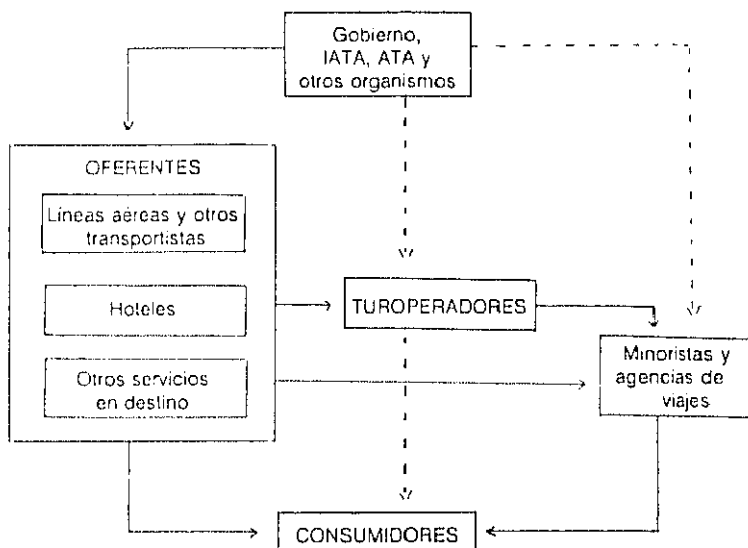 Gobierno,
IATA, ATA y
otros organismos
OFERENTES
Líneas aéreas y otros
transportistas
Hoteles
Otros servicios
en destino
TUROPERADORES
Minoristas y
agencias de
viajes
CONSUMIDORES